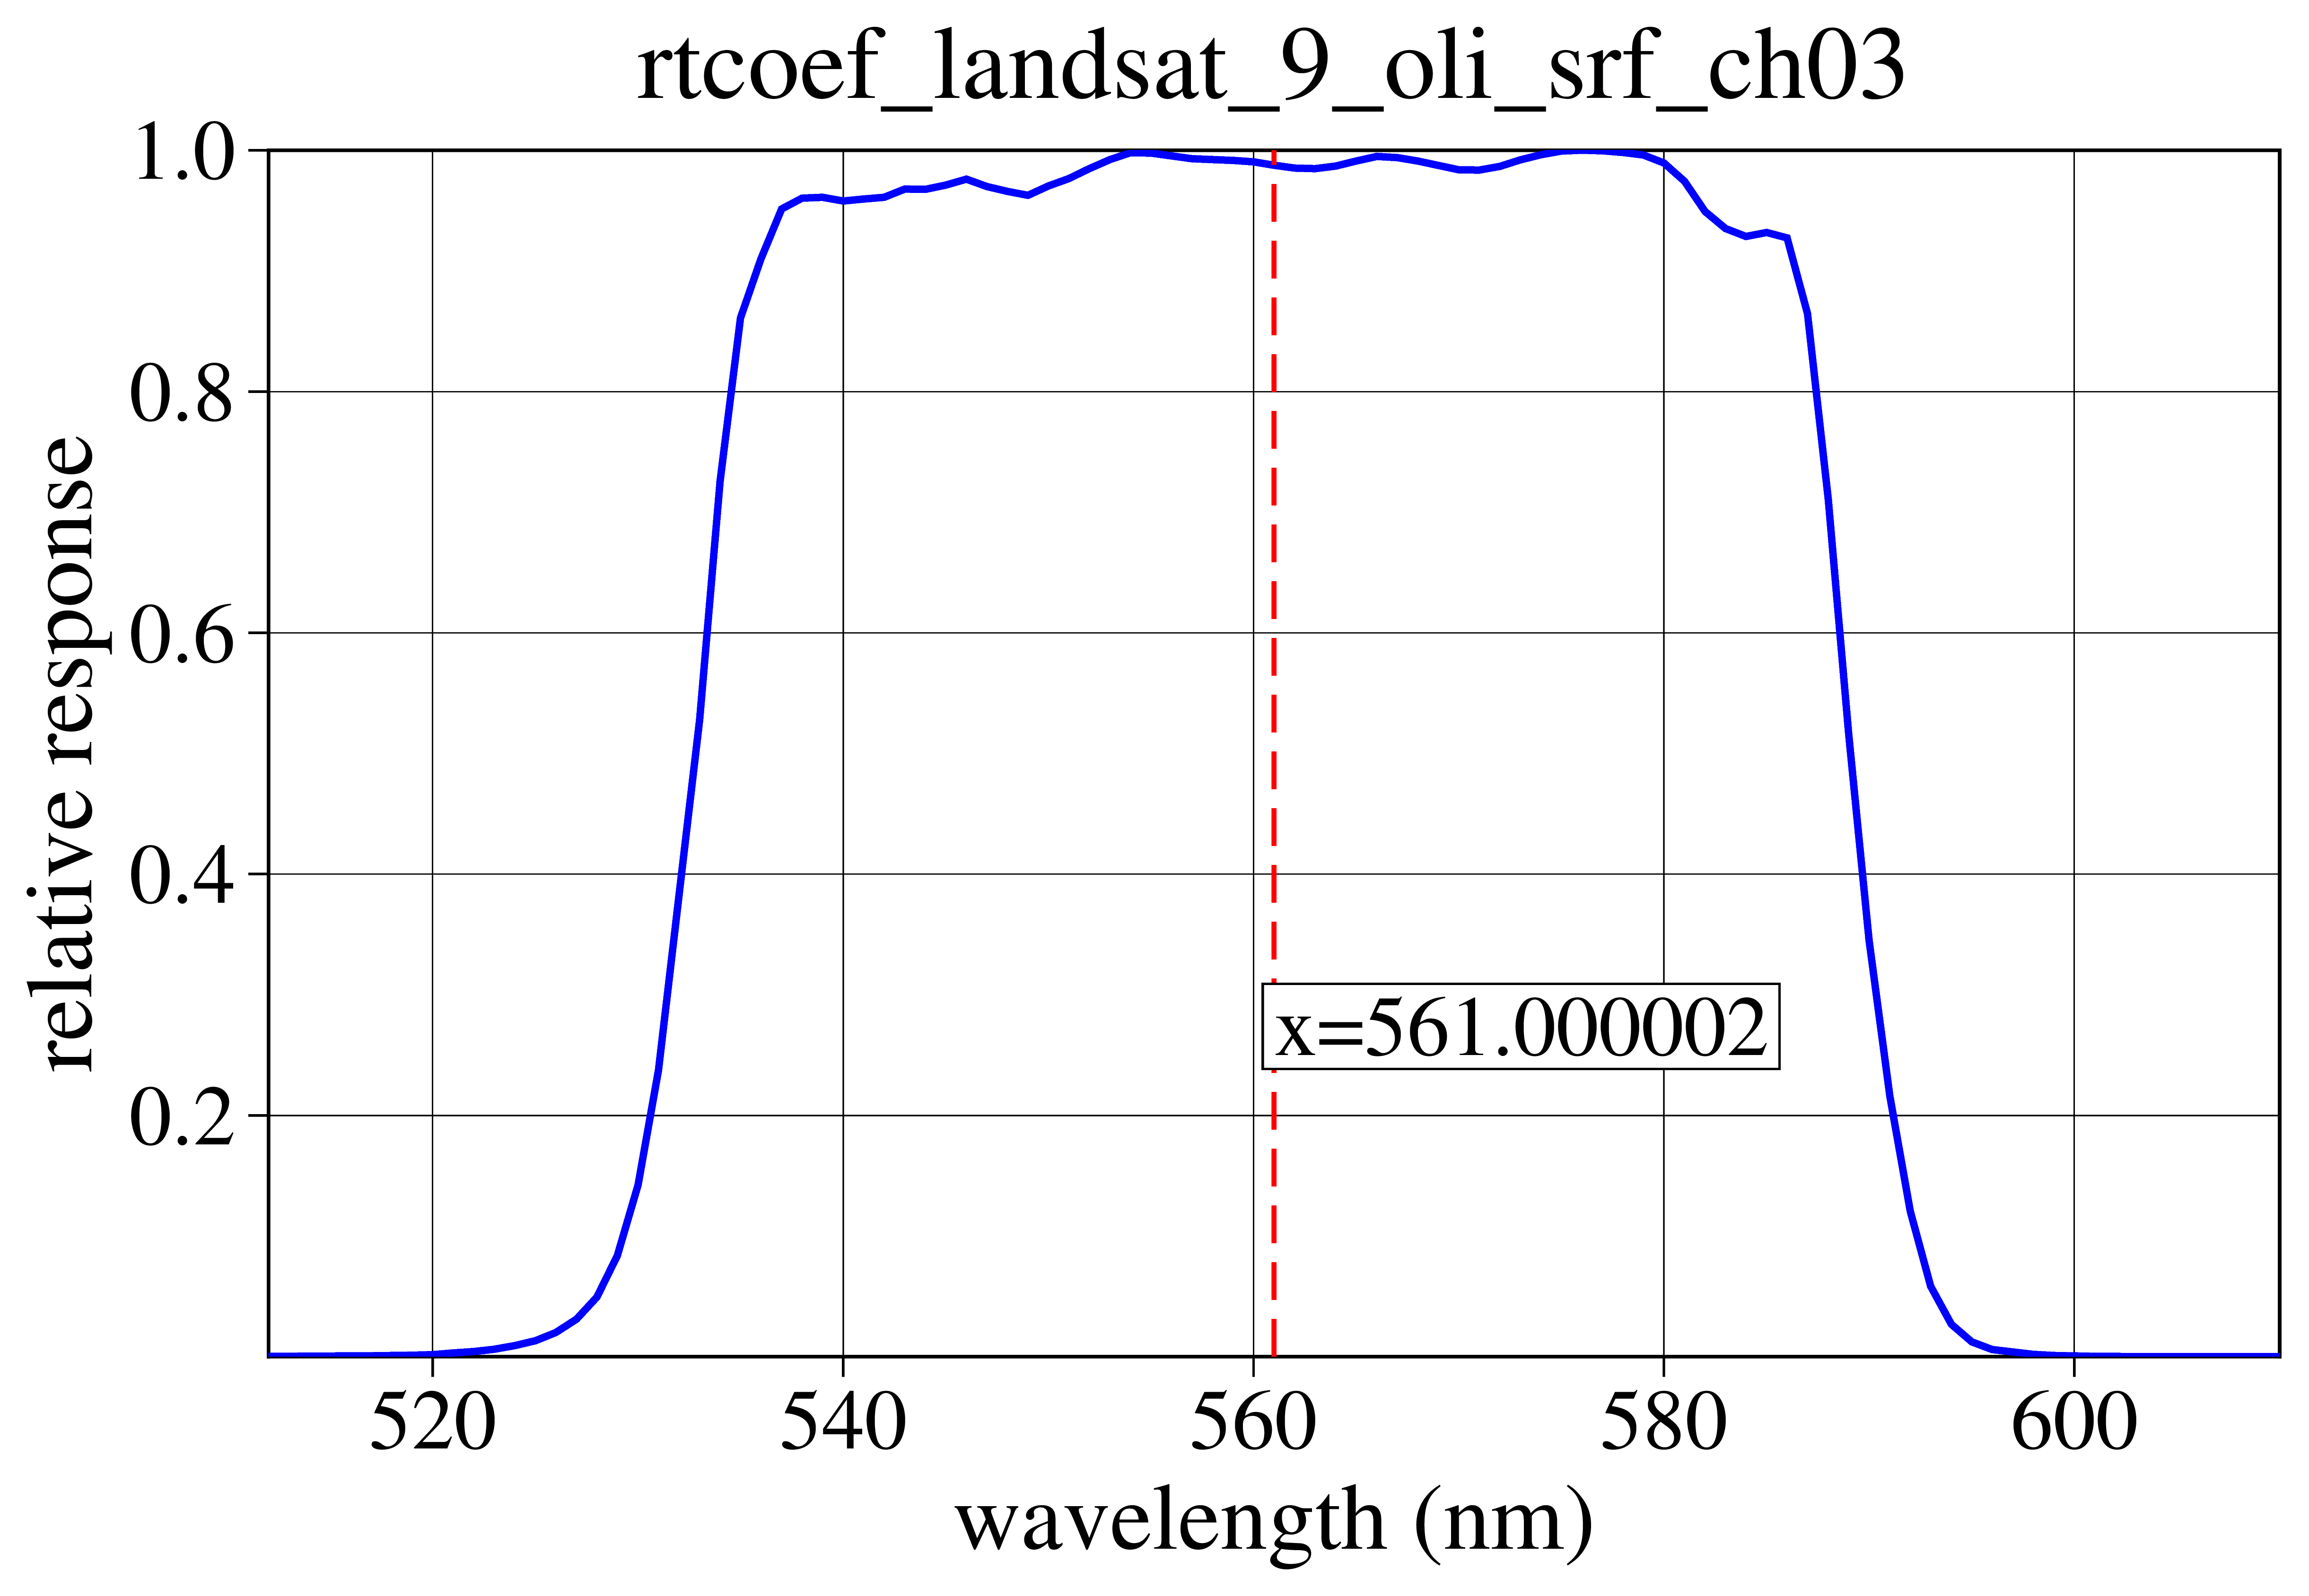 rtcoef_landsat_9_oli_srf_ch03
1.0
0.8
0.6
0.4
0.2
relative response
x=561.000002
520 540 560 580 600
wavelength (nm)